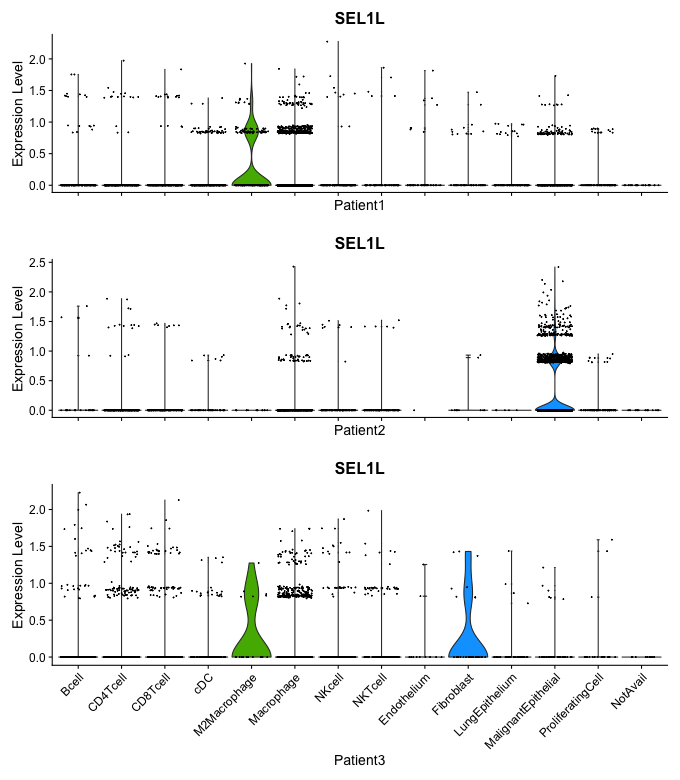 SEL1L
Expression Level
2.0
1.5
1.0
0.5
0.0
Patient1
SEL1L
Expression Level
2.5
2.0
1.5
1.0
0.5
0.0
Patient2
SEL1L
Expression Level
2.0
1.5
1.0
0.5
0.0
Bcell
CD4Tcell
CD8Tcell
cDC
M2Macrophage
Macrophage
NKcell
NKTcell
Endothelium
Fibroblast
LungEpithelium
MalignantEpithelial
ProliferatingCell
NotAvail
Patient3